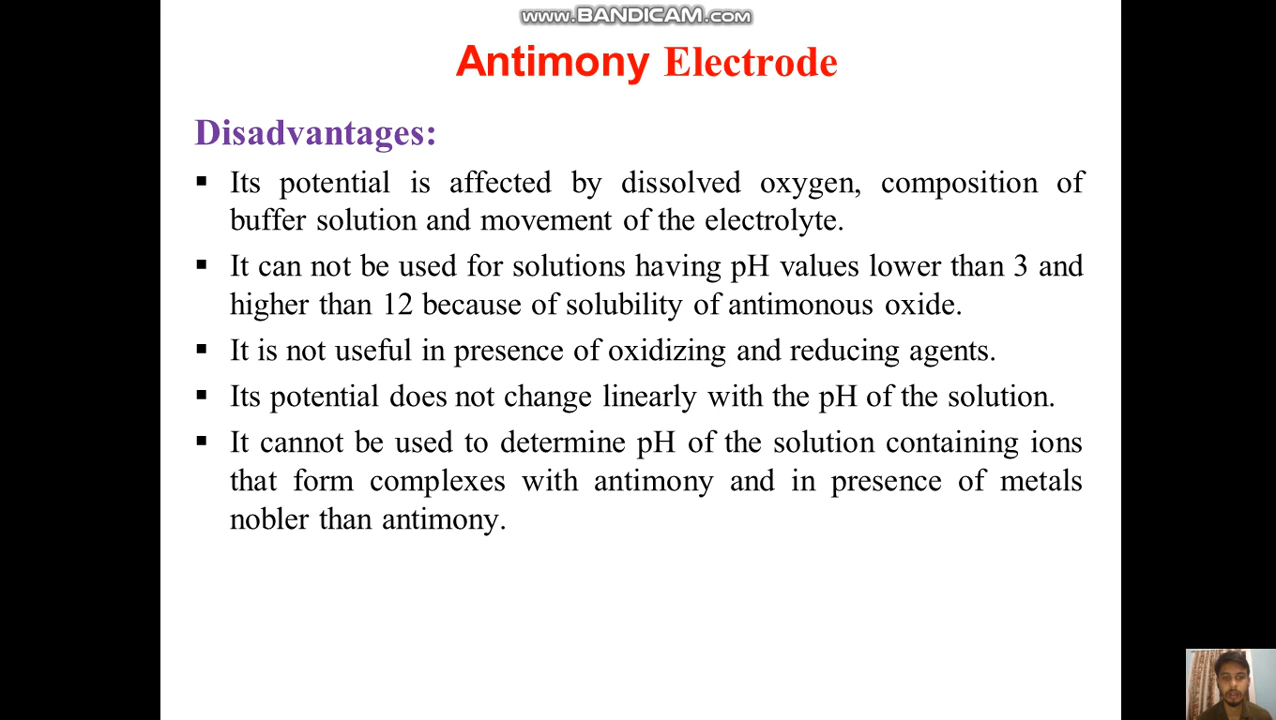 www.BANDICAM.com
Antimony Electrode
Disadvantages:
▪ Its potential is affected by dissolved oxygen, composition of
buffer solution and movement of the electrolyte.
▪ It can not be used for solutions having pH values lower than 3 and
higher than 12 because of solubility of antimonous oxide.
▪ It is not useful in presence of oxidizing and reducing agents.
▪ Its potential does not change linearly with the pH of the solution.
▪ It cannot be used to determine pH of the solution containing ions
that form complexes with antimony and in presence of metals
nobler than antimony.